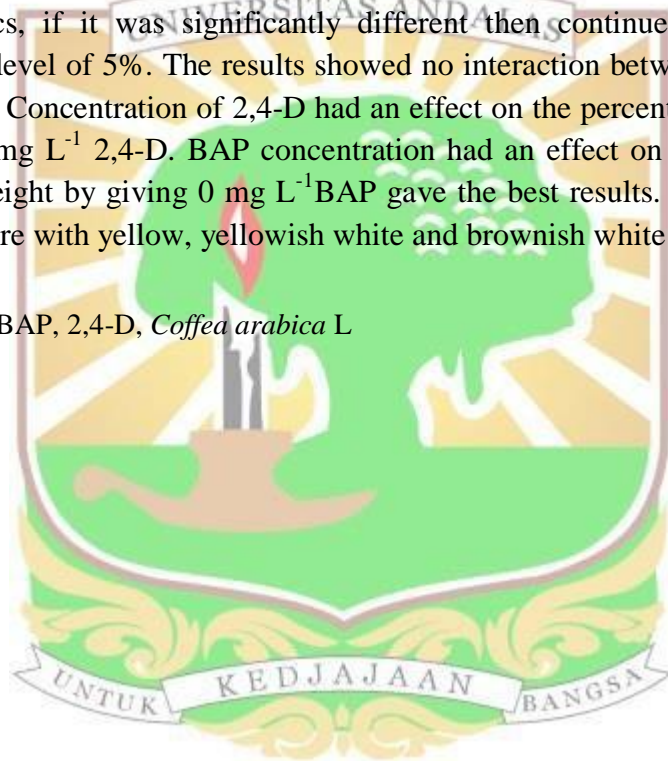 cs, if it was significantly different then continue
UNIVERSITAS ANDALAS
level of 5%. The results showed no interaction betw
Concentration of 2,4-D had an effect on the percent
mg L⁻¹ 2,4-D. BAP concentration had an effect on
eight by giving 0 mg L⁻¹BAP gave the best results.
re with yellow, yellowish white and brownish white
BAP, 2,4-D, Coffea arabica L
UNTUK KEDJAJAAN BANGSA